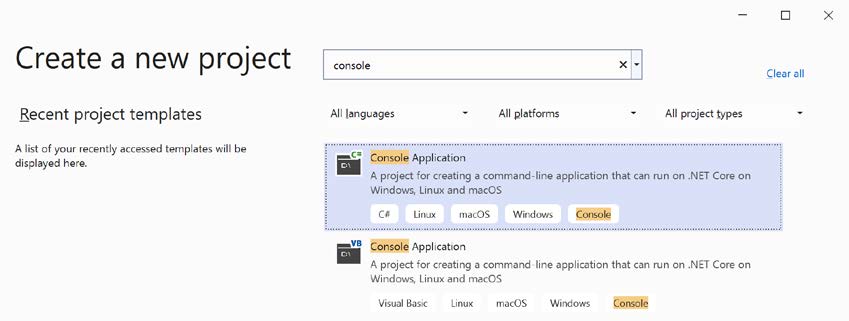 Create a new project
console
Clear all
Recent project templates
All languages
All platforms
All project types
A list of your recently accessed templates will be
displayed here.
C#
Console Application
A project for creating a command-line application that can run on .NET Core on
Windows, Linux and macOS
C# Linux macOS Windows Console
VB
Console Application
A project for creating a command-line application that can run on .NET Core on
Windows, Linux and macOS
Visual Basic Linux macOS Windows Console